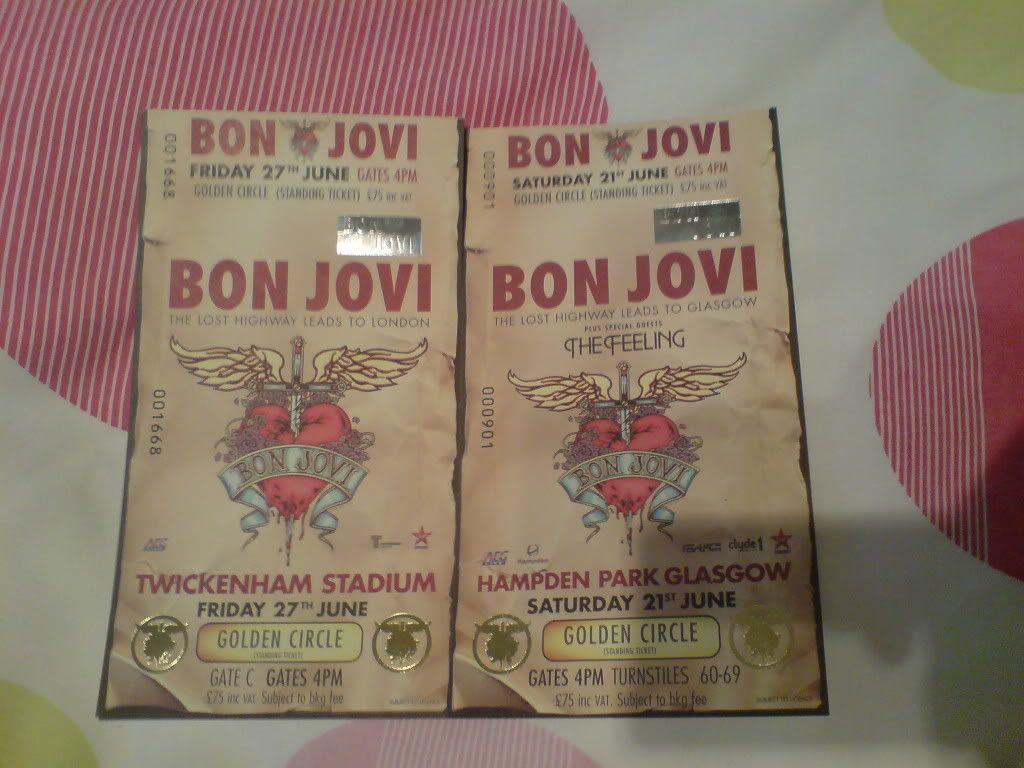 001668
BON JOVI
FRIDAY 27TH JUNE GATES 4PM
GOLDEN CIRCLE (STANDING TICKET) £75 inc VAT
BON JOVI
THE LOST HIGHWAY LEADS TO LONDON
001668
BON JOVI
AEG
TWICKENHAM STADIUM
FRIDAY 27TH JUNE
GOLDEN CIRCLE
(STANDING TICKET)
GATE C GATES 4PM
£75 inc VAT. Subject to bkg fee
000901
BON JOVI
SATURDAY 21ST JUNE GATES 4PM
GOLDEN CIRCLE (STANDING TICKET) £75 inc VAT
BON JOVI
THE LOST HIGHWAY LEADS TO GLASGOW
PLUS SPECIAL GUESTS
THE FEELING
000901
BON JOVI
AEG Hampden clyde1
HAMPDEN PARK GLASGOW
SATURDAY 21ST JUNE
GOLDEN CIRCLE
(STANDING TICKET)
GATES 4PM TURNSTILES 60-69
£75 inc VAT. Subject to bkg fee